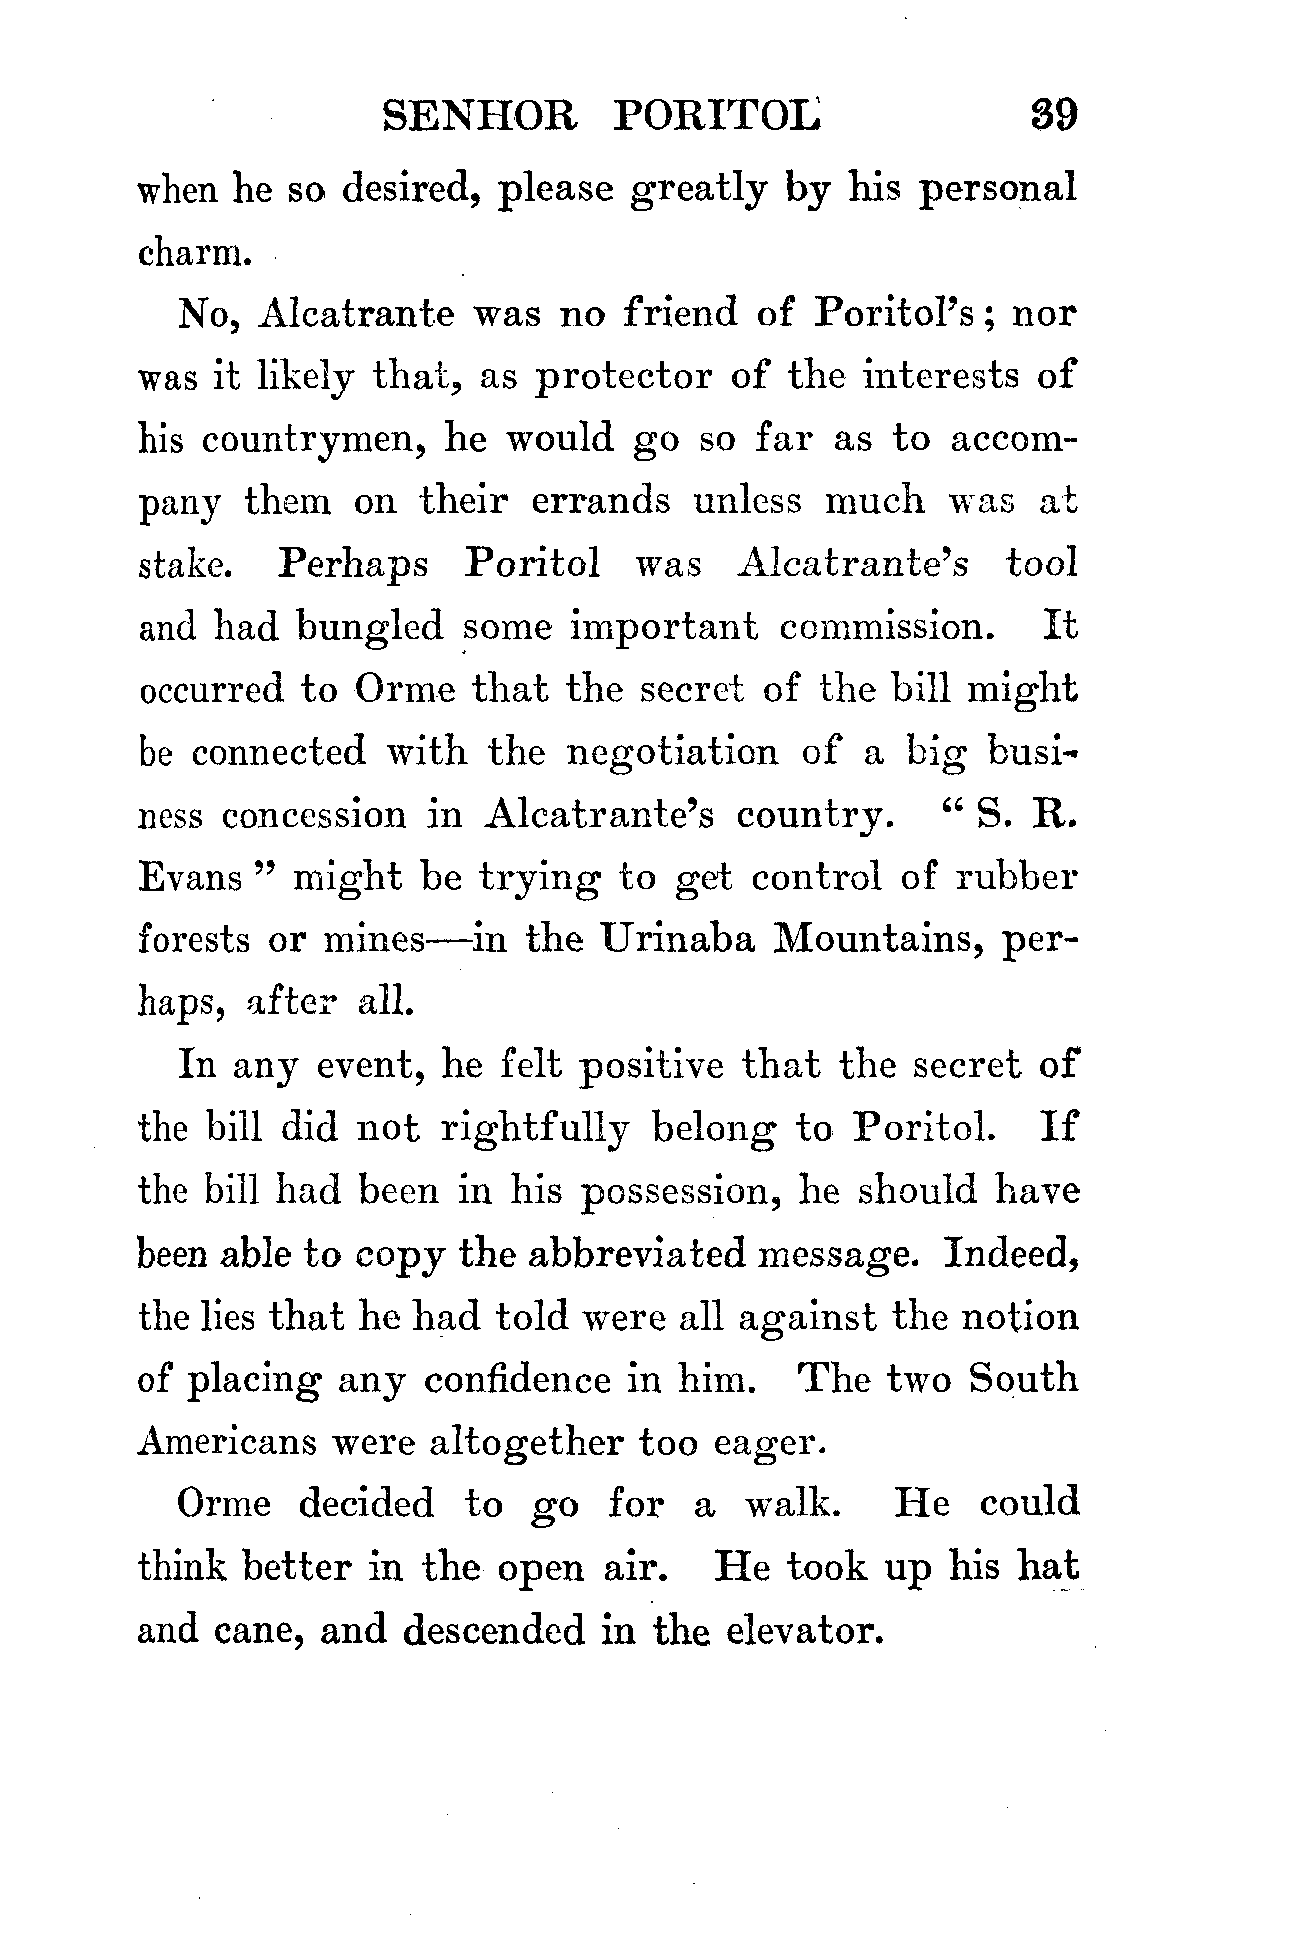 SENHOR PORITOL 39
when he so desired, please greatly by his personal
charm.
No, Alcatrante was no friend of Poritol's; nor
was it likely that, as protector of the interests of
his countrymen, he would go so far as to accom-
pany them on their errands unless much was at
stake. Perhaps Poritol was Alcatrante's tool
and had bungled some important commission. It
occurred to Orme that the secret of the bill might
be connected with the negotiation of a big busi-
ness concession in Alcatrante's country. " S. R.
Evans " might be trying to get control of rubber
forests or mines—in the Urinaba Mountains, per-
haps, after all.
In any event, he felt positive that the secret of
the bill did not rightfully belong to Poritol. If
the bill had been in his possession, he should have
been able to copy the abbreviated message. Indeed,
the lies that he had told were all against the notion
of placing any confidence in him. The two South
Americans were altogether too eager.
Orme decided to go for a walk. He could
think better in the open air. He took up his hat
and cane, and descended in the elevator.